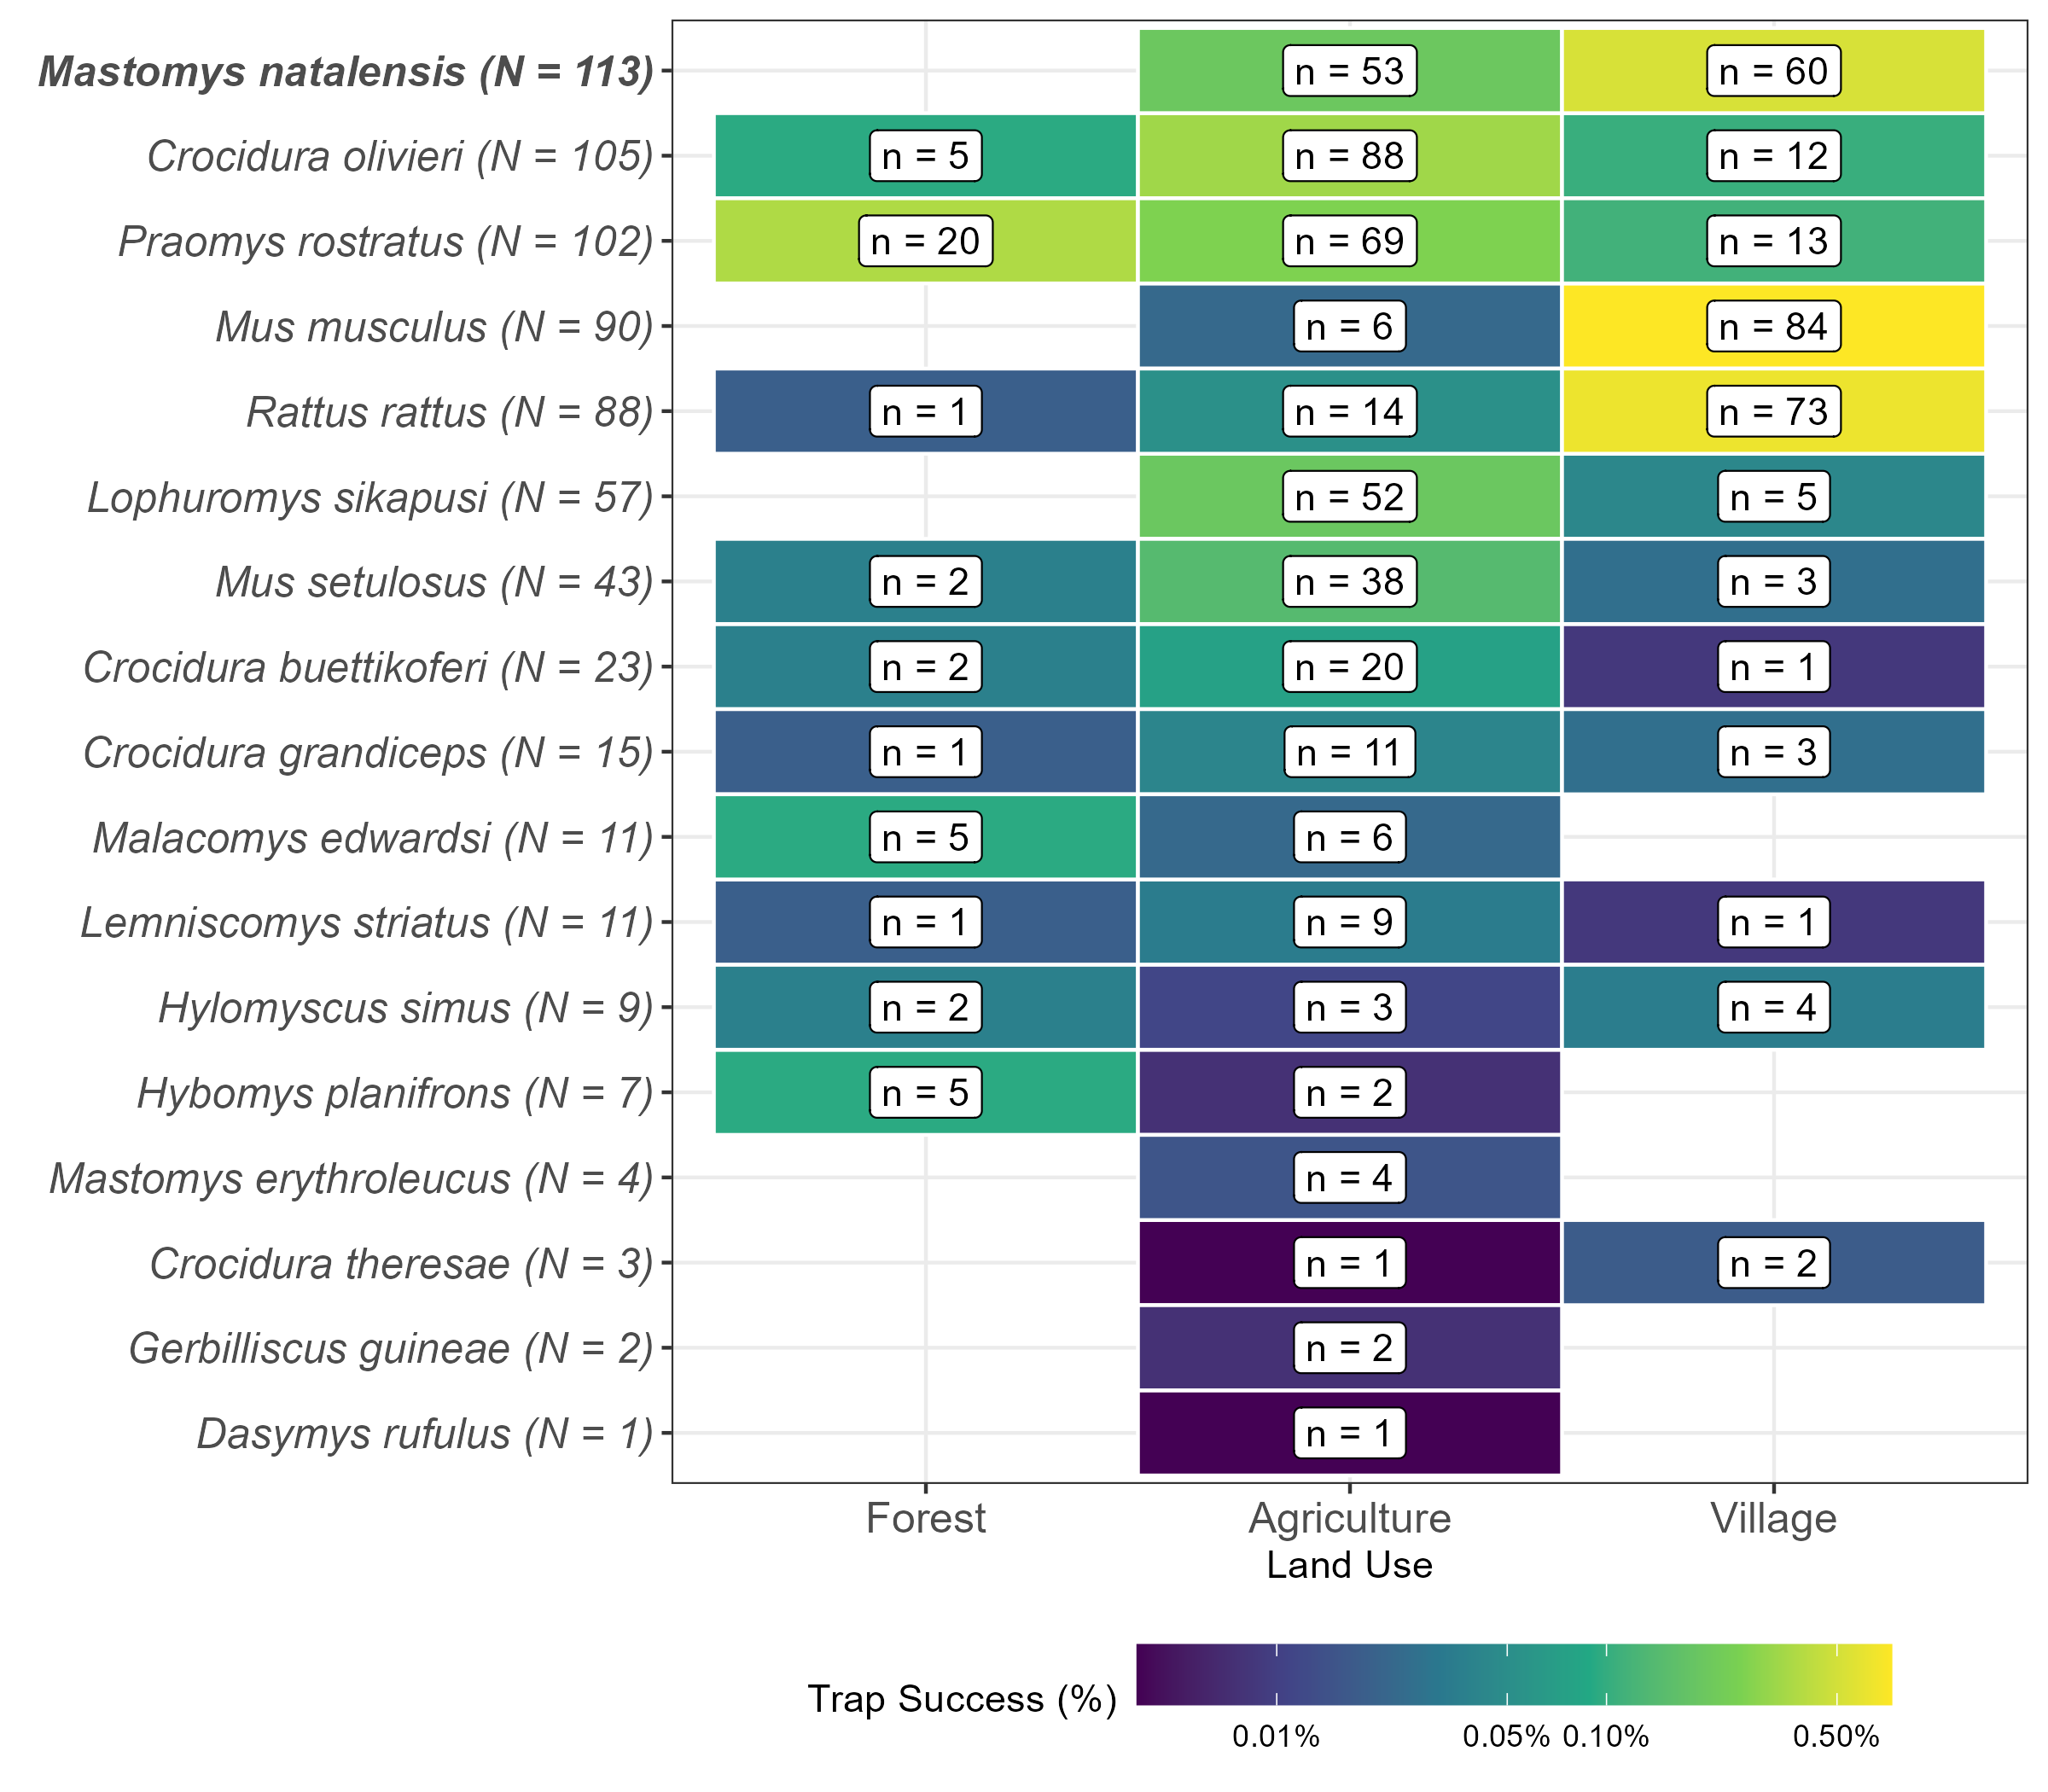 Mastomys natalensis (N = 113) n = 53 n = 60
Crocidura olivieri (N = 105) n = 5 n = 88 n = 12
Praomys rostratus (N = 102) n = 20 n = 69 n = 13
Mus musculus (N = 90) n = 6 n = 84
Rattus rattus (N = 88) n = 1 n = 14 n = 73
Lophuromys sikapusi (N = 57) n = 52 n = 5
Mus setulosus (N = 43) n = 2 n = 38 n = 3
Crocidura buettikoferi (N = 23) n = 2 n = 20 n = 1
Crocidura grandiceps (N = 15) n = 1 n = 11 n = 3
Malacomys edwardsi (N = 11) n = 5 n = 6
Lemniscomys striatus (N = 11) n = 1 n = 9 n = 1
Hylomyscus simus (N = 9) n = 2 n = 3 n = 4
Hybomys planifrons (N = 7) n = 5 n = 2
Mastomys erythroleucus (N = 4) n = 4
Crocidura theresae (N = 3) n = 1 n = 2
Gerbilliscus guineae (N = 2) n = 2
Dasymys rufulus (N = 1) n = 1
Forest Agriculture Village
Land Use
Trap Success (%)
0.01% 0.05% 0.10% 0.50%